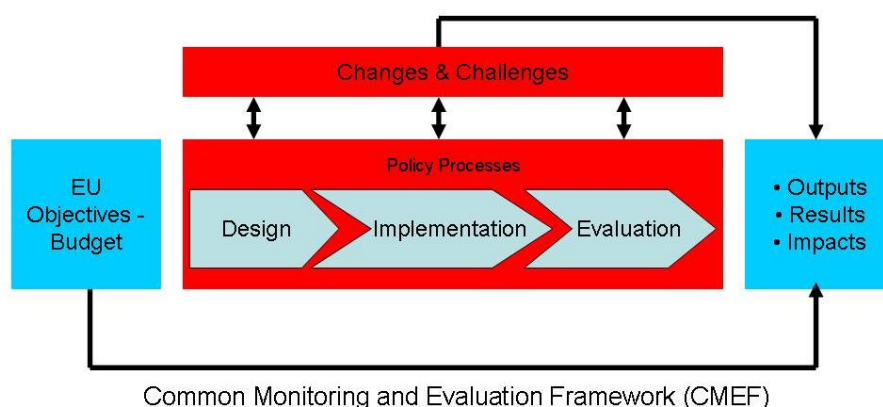 Changes & Challenges
EU
Objectives -
Budget
Policy Processes
Design
Implementation
Evaluation
• Outputs
• Results
• Impacts
Common Monitoring and Evaluation Framework (CMEF)